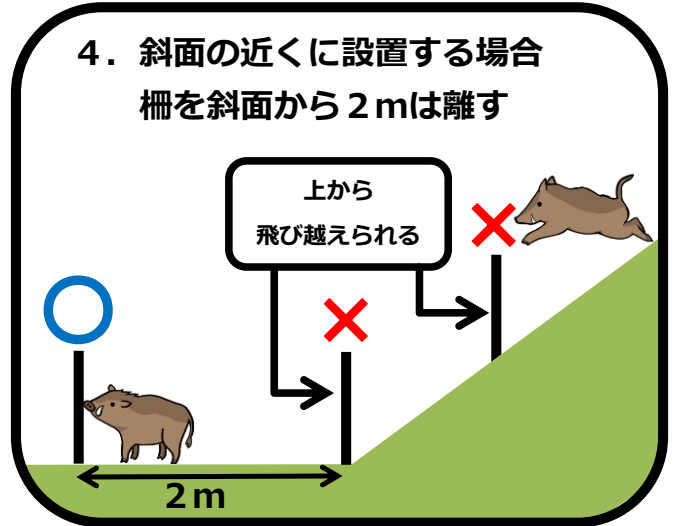 ４．斜面の近くに設置する場合
柵を斜面から２ｍは離す
上から
飛び越えられる
２ｍ